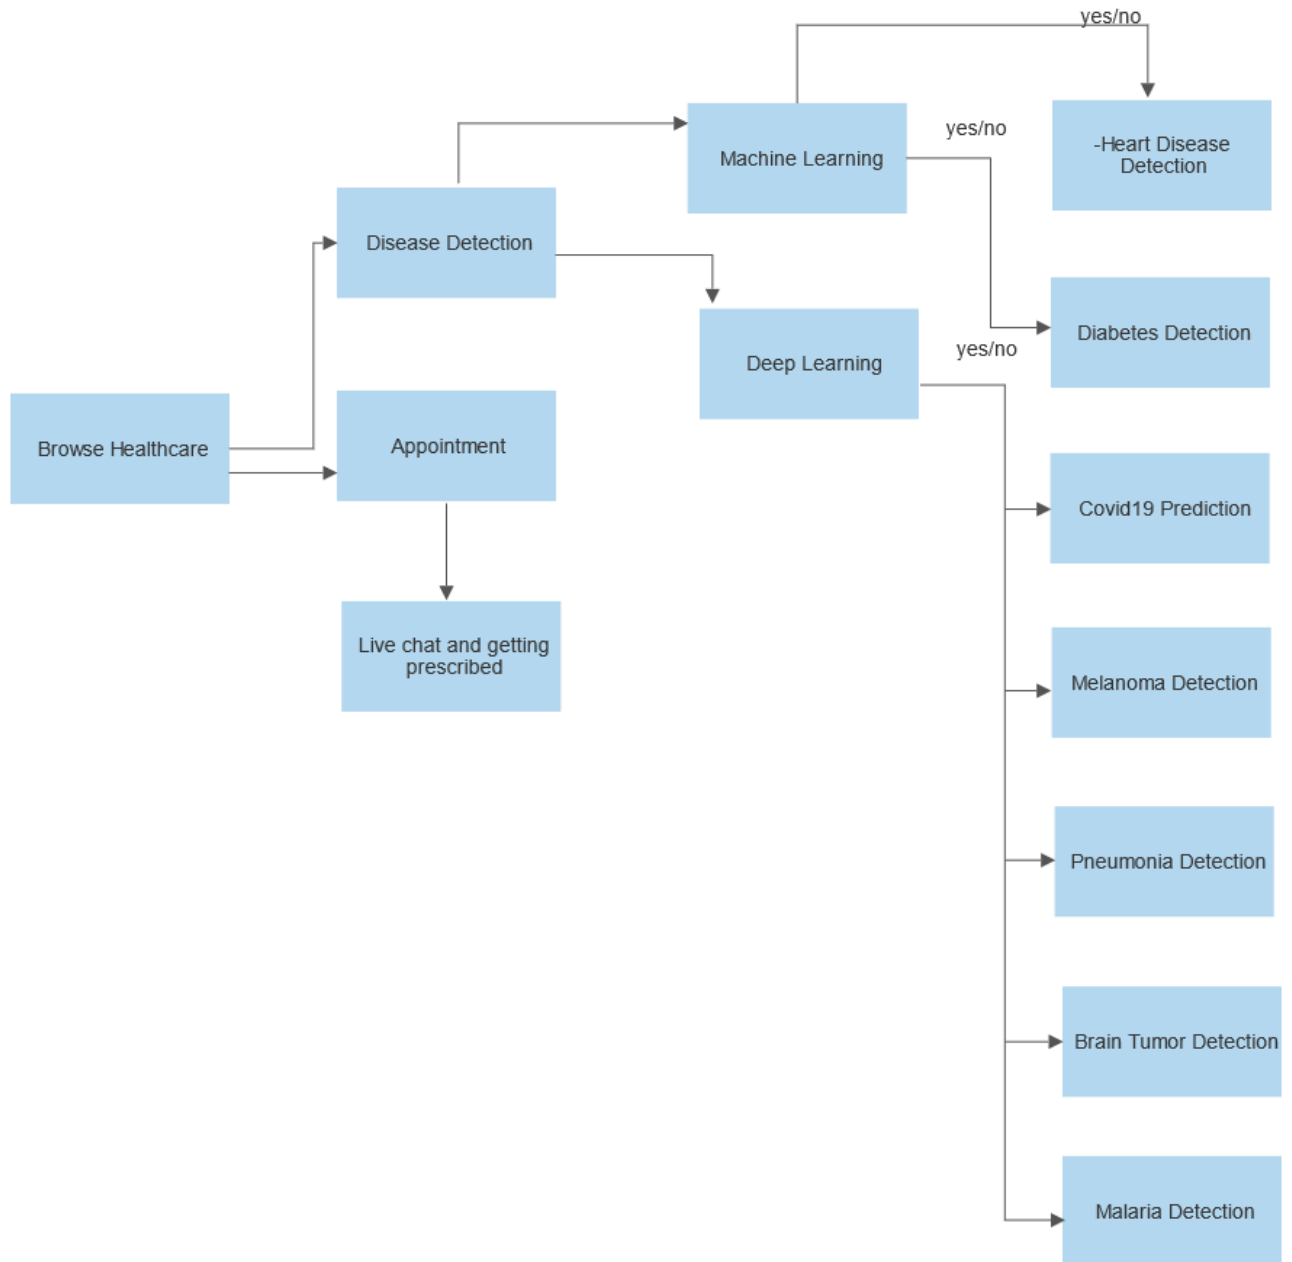 yes/no
yes/no
-Heart Disease
Detection
Machine Learning
Disease Detection
Diabetes Detection
yes/no
Deep Learning
Browse Healthcare
Appointment
Covid19 Prediction
Live chat and getting
prescribed
Melanoma Detection
Pneumonia Detection
Brain Tumor Detection
Malaria Detection